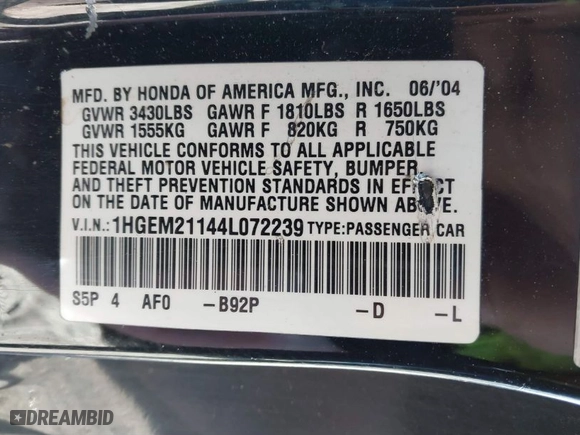 MFD. BY HONDA OF AMERICA MFG., INC. 06/'04
GVWR 3430LBS GAWR F 1810LBS R 1650LBS
GVWR 1555KG GAWR F 820KG R 750KG
THIS VEHICLE CONFORMS TO ALL APPLICABLE
FEDERAL MOTOR VEHICLE SAFETY, BUMPER,
AND THEFT PREVENTION STANDARDS IN EFFECT
ON THE DATE OF MANUFACTURE SHOWN ABOVE.
V.I.N.: 1HGEM21144L072239 TYPE:PASSENGER CAR
S5P 4 AF0 -B92P -D -L
DREAMBID